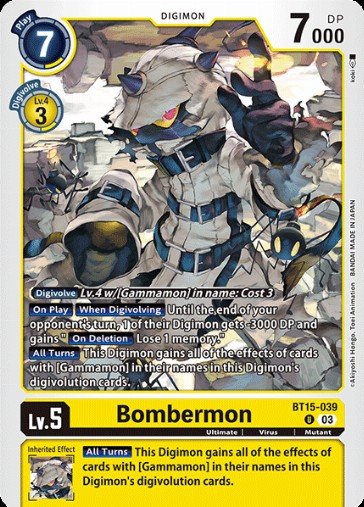 Play
7
DIGIMON
7000 DP
Digivolve
Lv.4
3
koki
Digivolve Lv.4 w/[Gammamon] in name: Cost 3
On Play When Digivolving Until the end of
opponent's turn, 1 of their Digimon gets -3000 DP and
gains " On Deletion Lose 1 memory."
All Turns This Digimon gains all of the effects of cards
with [Gammamon] in their names in this Digimon's
digivolution cards.
©Akiyoshi Hongo, Toei Animation BANDAI MADE IN JAPAN
Lv.5
Bombermon
BT15-039
U 03
Ultimate Virus Mutant
Inherited Effect
All Turns This Digimon gains all of the effects of
cards with [Gammamon] in their names in this
Digimon's digivolution cards.